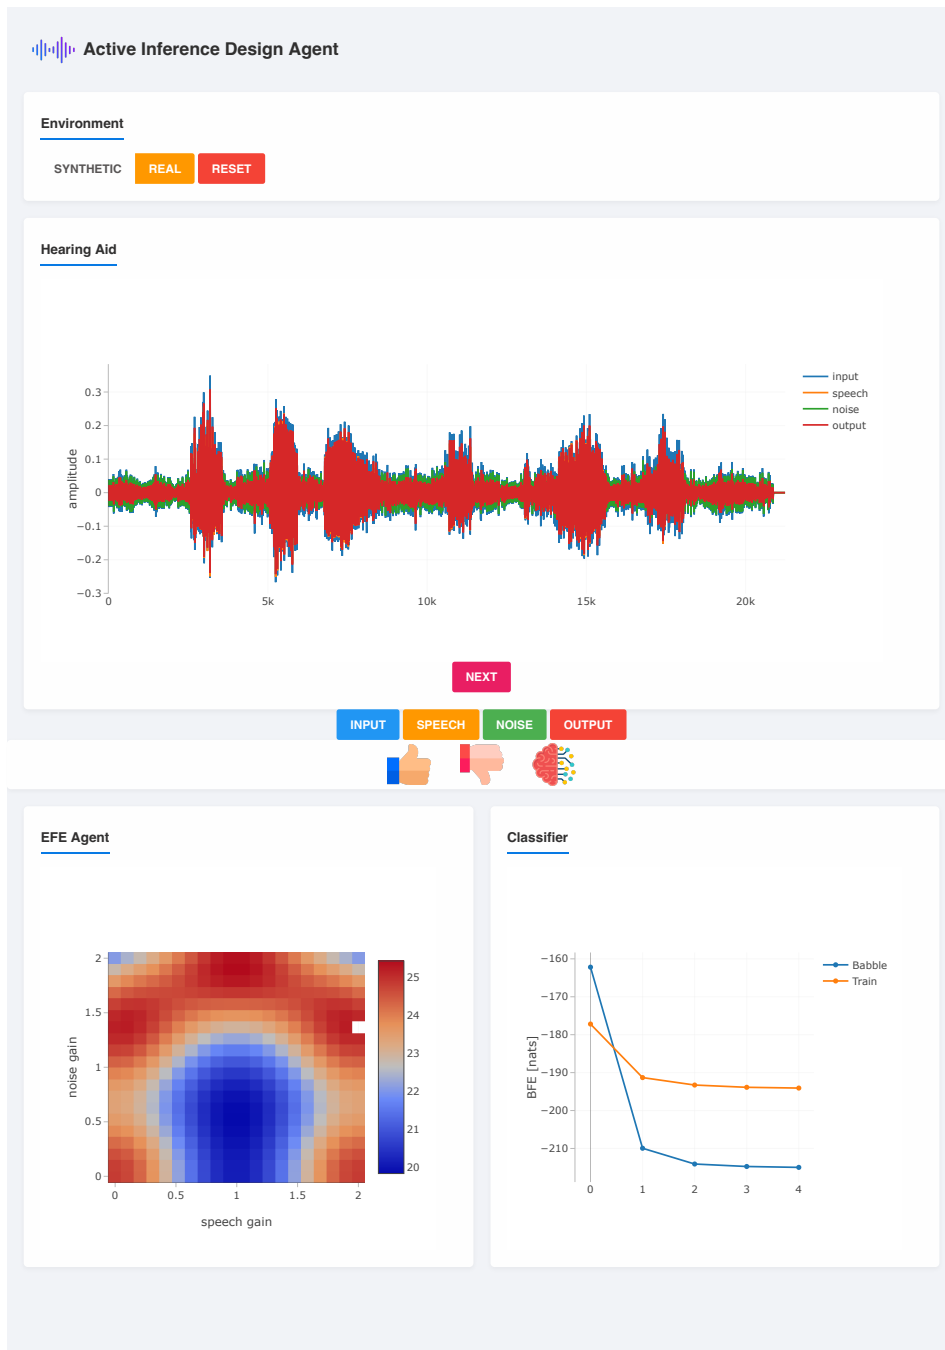 Active Inference Design Agent
Environment
SYNTHETIC REAL RESET
Hearing Aid
amplitude
0.3
0.2
0.1
0
−0.1
−0.2
−0.3
0 5k 10k 15k 20k
input
speech
noise
output
NEXT
INPUT SPEECH NOISE OUTPUT
EFE Agent
noise gain
2
1.5
1
0.5
0
0 0.5 1 1.5 2
speech gain
25
24
23
22
21
20
Classifier
BFE [nats]
−160
−170
−180
−190
−200
−210
0 1 2 3 4
Babble
Train